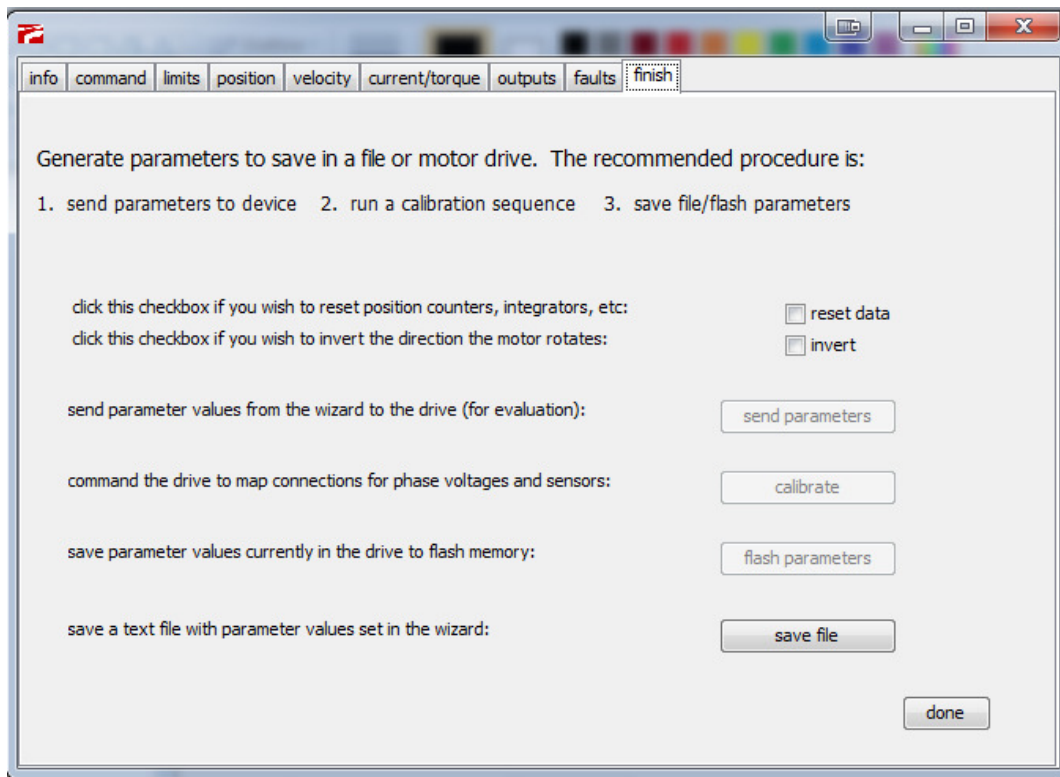 info command limits position velocity current/torque outputs faults finish
Generate parameters to save in a file or motor drive. The recommended procedure is:
1. send parameters to device 2. run a calibration sequence 3. save file/flash parameters
click this checkbox if you wish to reset position counters, integrators, etc: reset data
click this checkbox if you wish to invert the direction the motor rotates: invert
send parameter values from the wizard to the drive (for evaluation): send parameters
command the drive to map connections for phase voltages and sensors: calibrate
save parameter values currently in the drive to flash memory: flash parameters
save a text file with parameter values set in the wizard: save file
done